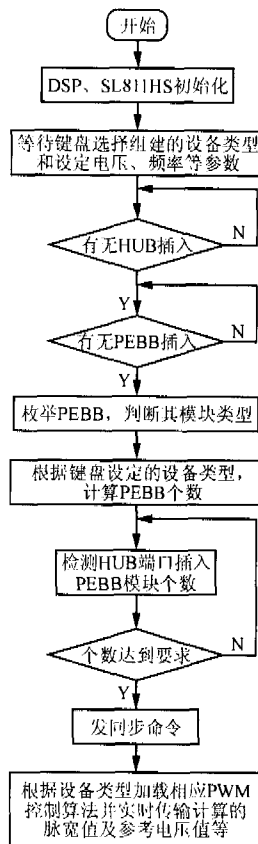 开始
DSP、SL811HS初始化
等待键盘选择组建的设备类型
和设定电压、频率等参数
有无HUB插入
N
Y
有无PEBB插入
N
Y
枚举PEBB，判断其模块类型
根据键盘设定的设备类型，
计算PEBB个数
检测HUB端口插入
PEBB模块个数
个数达到要求
N
Y
发同步命令
根据设备类型加载相应PWM
控制算法并实时传输计算的
脉宽值及参考电压值等